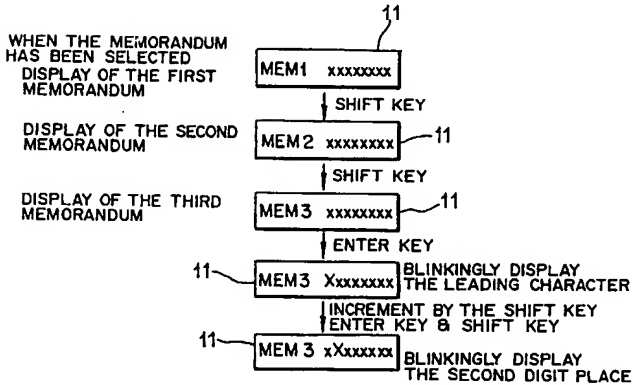 11
WHEN THE MEMORANDUM
HAS BEEN SELECTED
DISPLAY OF THE FIRST
MEMORANDUM
MEM1 xxxxxxxx
SHIFT KEY
DISPLAY OF THE SECOND
MEMORANDUM
MEM2 xxxxxxxx
11
SHIFT KEY
DISPLAY OF THE THIRD
MEMORANDUM
MEM3 xxxxxxxx
11
ENTER KEY
11
MEM3 Xxxxxxxx
BLINKINGLY DISPLAY
THE LEADING CHARACTER
INCREMENT BY THE SHIFT KEY
ENTER KEY & SHIFT KEY
11
MEM3 xXxxxxxx
BLINKINGLY DISPLAY
THE SECOND DIGIT PLACE